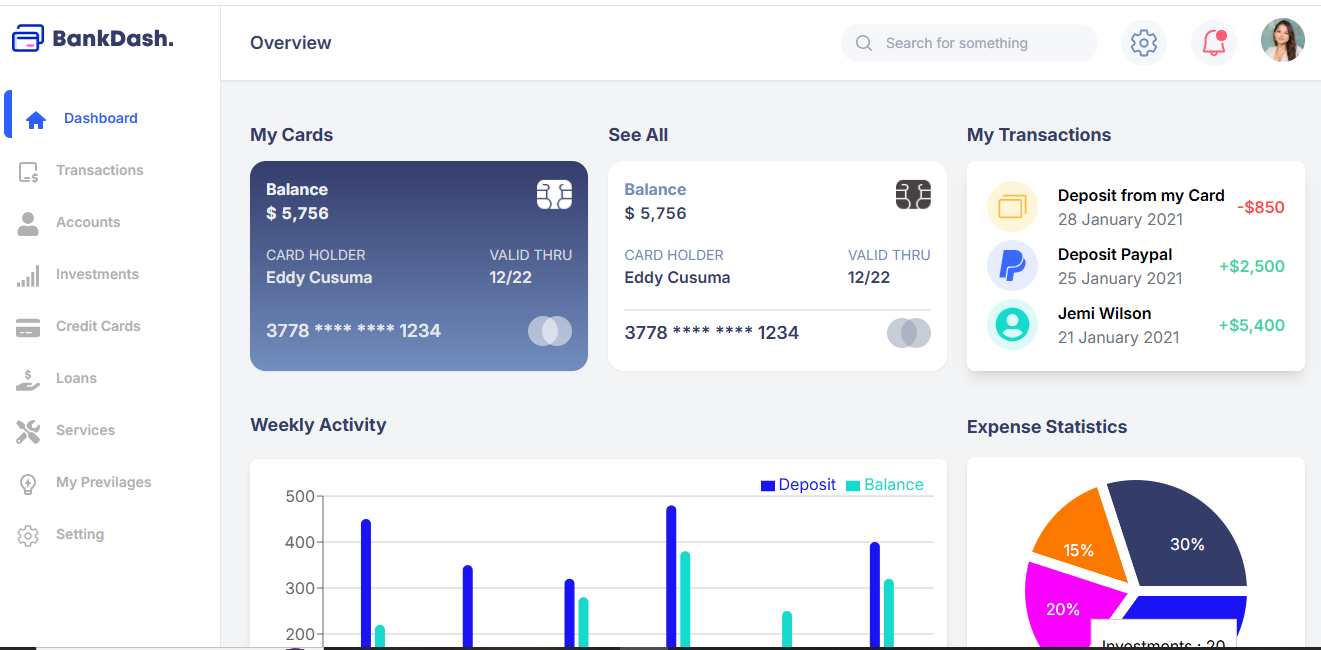 BankDash.
Overview
Search for something
Dashboard
Transactions
Accounts
Investments
Credit Cards
Loans
Services
My Previlages
Setting
My Cards
Balance
$ 5,756
CARD HOLDER VALID THRU
Eddy Cusuma 12/22
3778 **** **** 1234
See All
Balance
$ 5,756
CARD HOLDER VALID THRU
Eddy Cusuma 12/22
3778 **** **** 1234
My Transactions
Deposit from my Card
28 January 2021
-$850
Deposit Paypal
25 January 2021
+$2,500
Jemi Wilson
21 January 2021
+$5,400
Weekly Activity
Deposit Balance
500
400
300
200
Expense Statistics
30%
15%
20%
Investments : 20